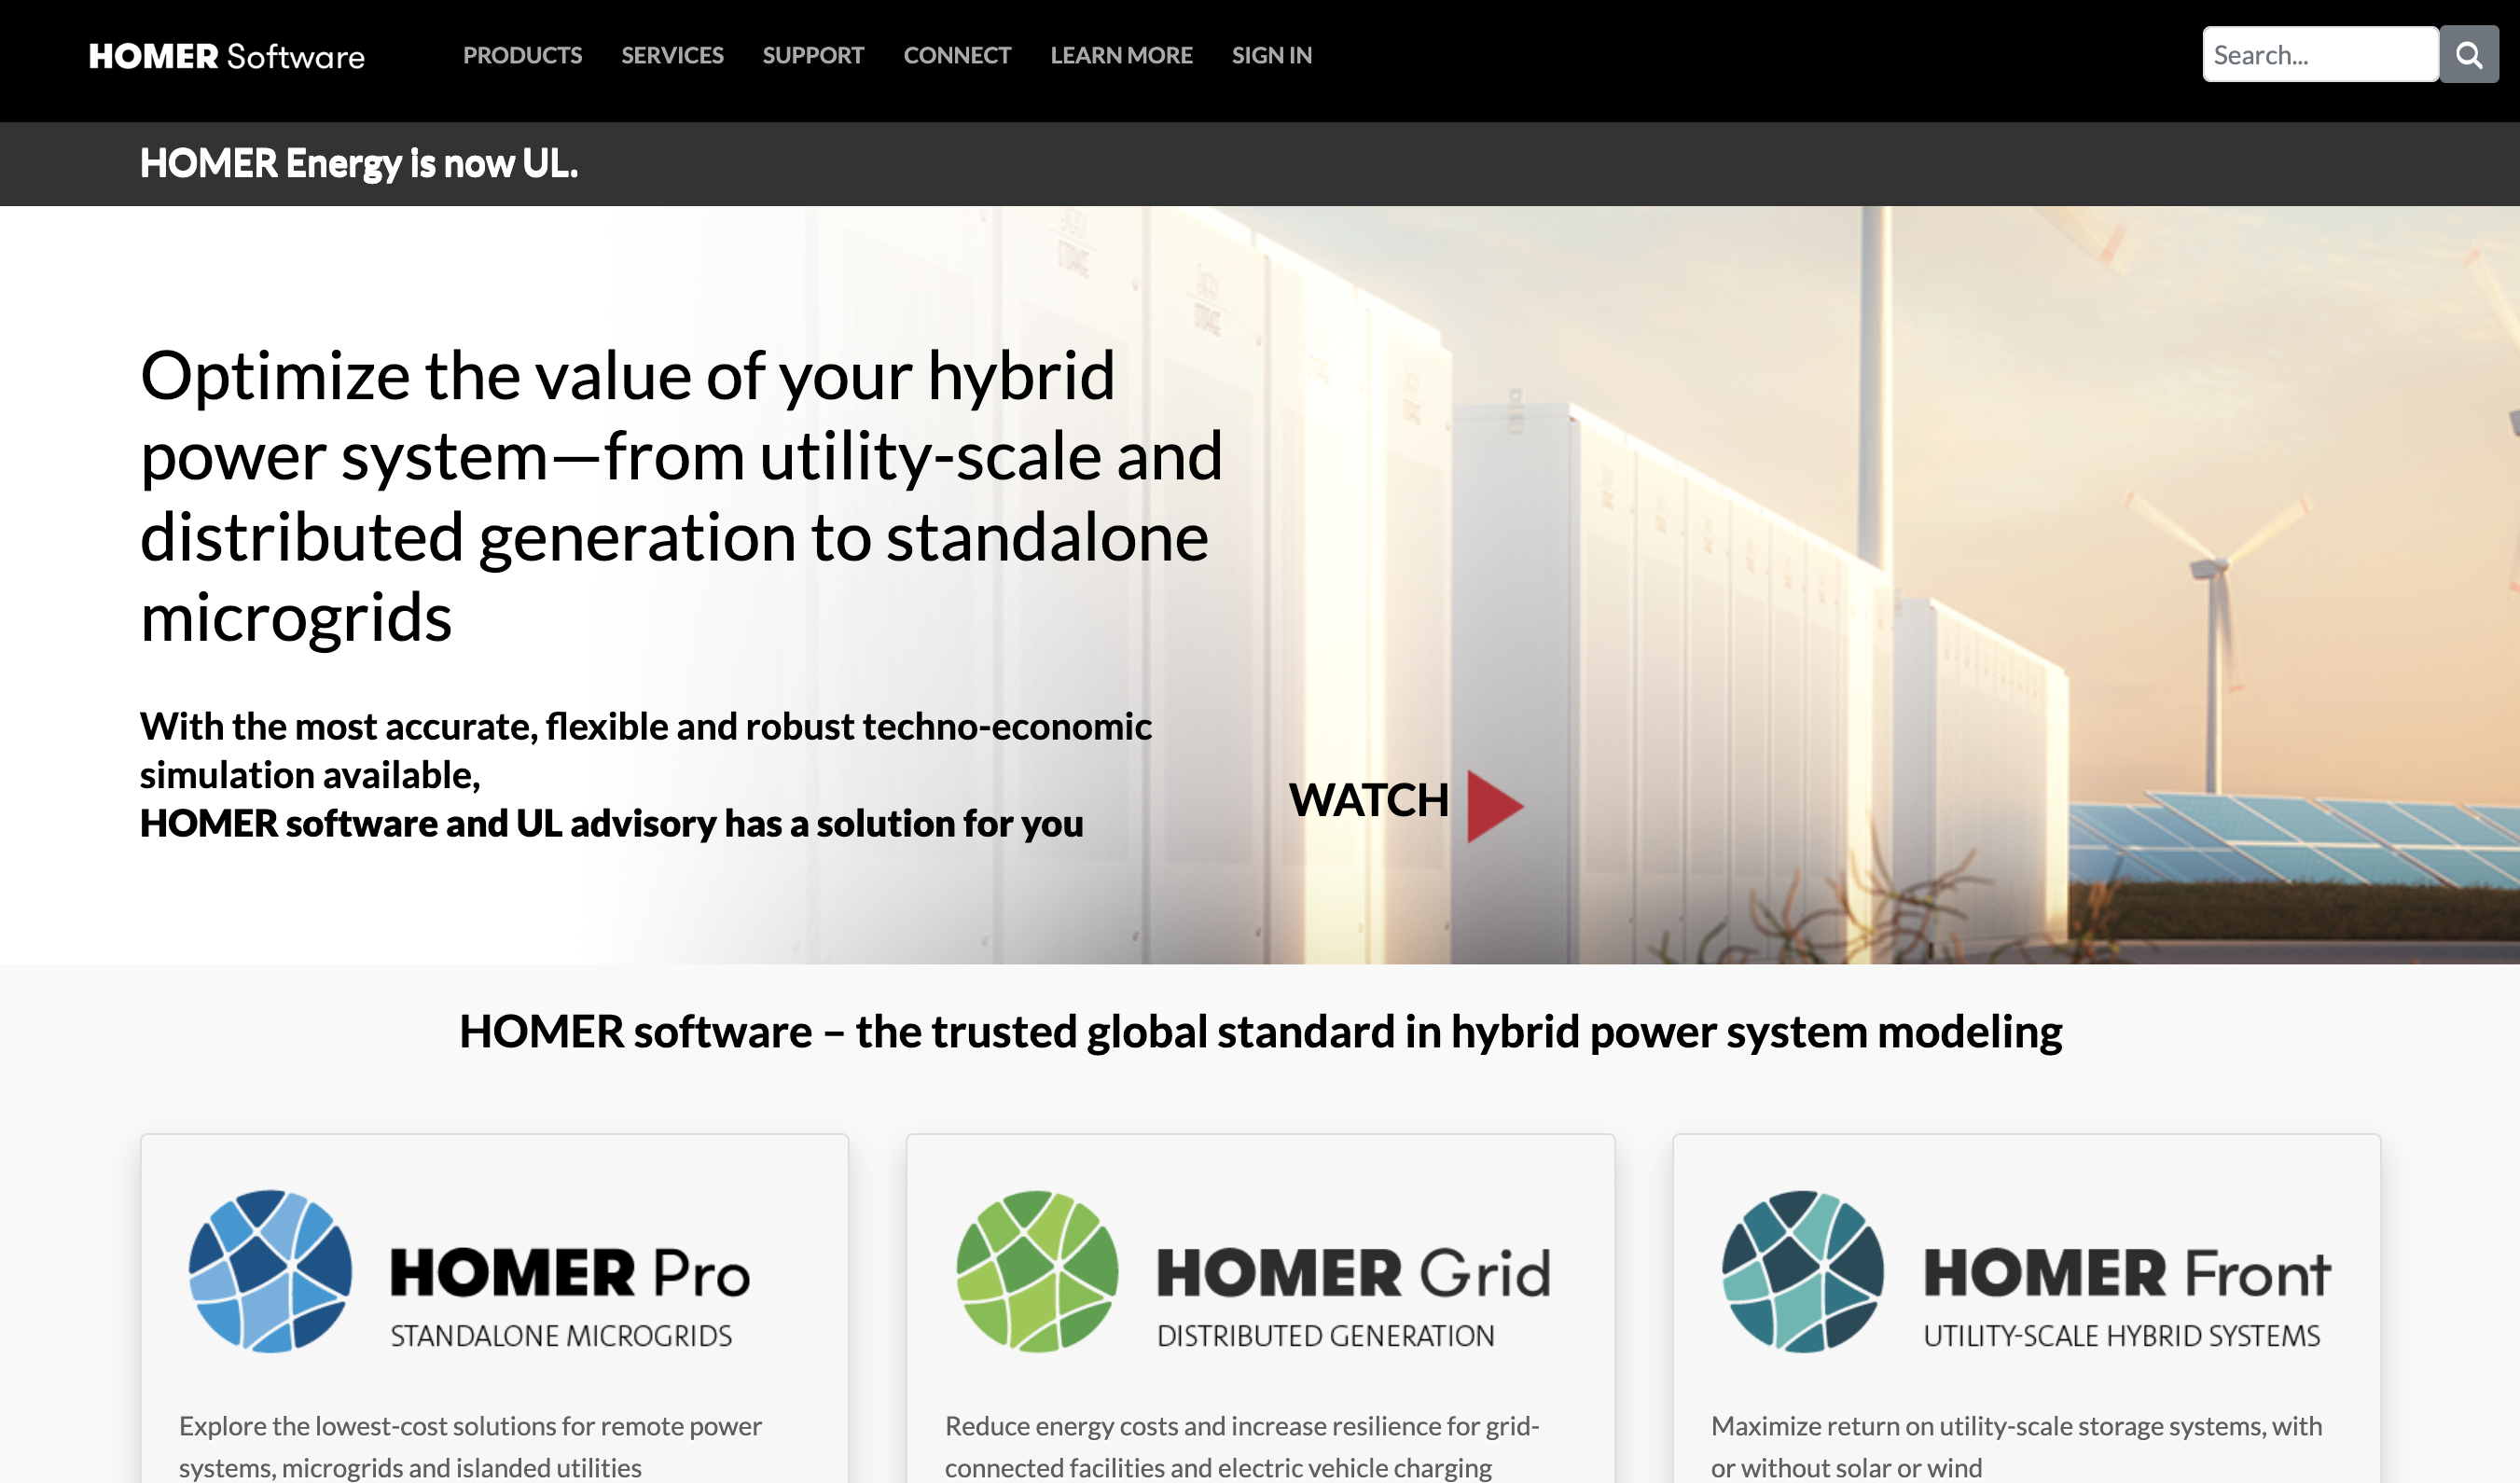 HOMER Software
PRODUCTS
SERVICES
SUPPORT
CONNECT
LEARN MORE
SIGN IN
Search...
HOMER Energy is now UL.
Optimize the value of your hybrid
power system—from utility-scale and
distributed generation to standalone
microgrids
With the most accurate, flexible and robust techno-economic
simulation available,
HOMER software and UL advisory has a solution for you
WATCH
STORAGE
STORAGE
HOMER software – the trusted global standard in hybrid power system modeling
HOMER Pro
STANDALONE MICROGRIDS
Explore the lowest-cost solutions for remote power
systems, microgrids and islanded utilities
HOMER Grid
DISTRIBUTED GENERATION
Reduce energy costs and increase resilience for grid-
connected facilities and electric vehicle charging
HOMER Front
UTILITY-SCALE HYBRID SYSTEMS
Maximize return on utility-scale storage systems, with
or without solar or wind